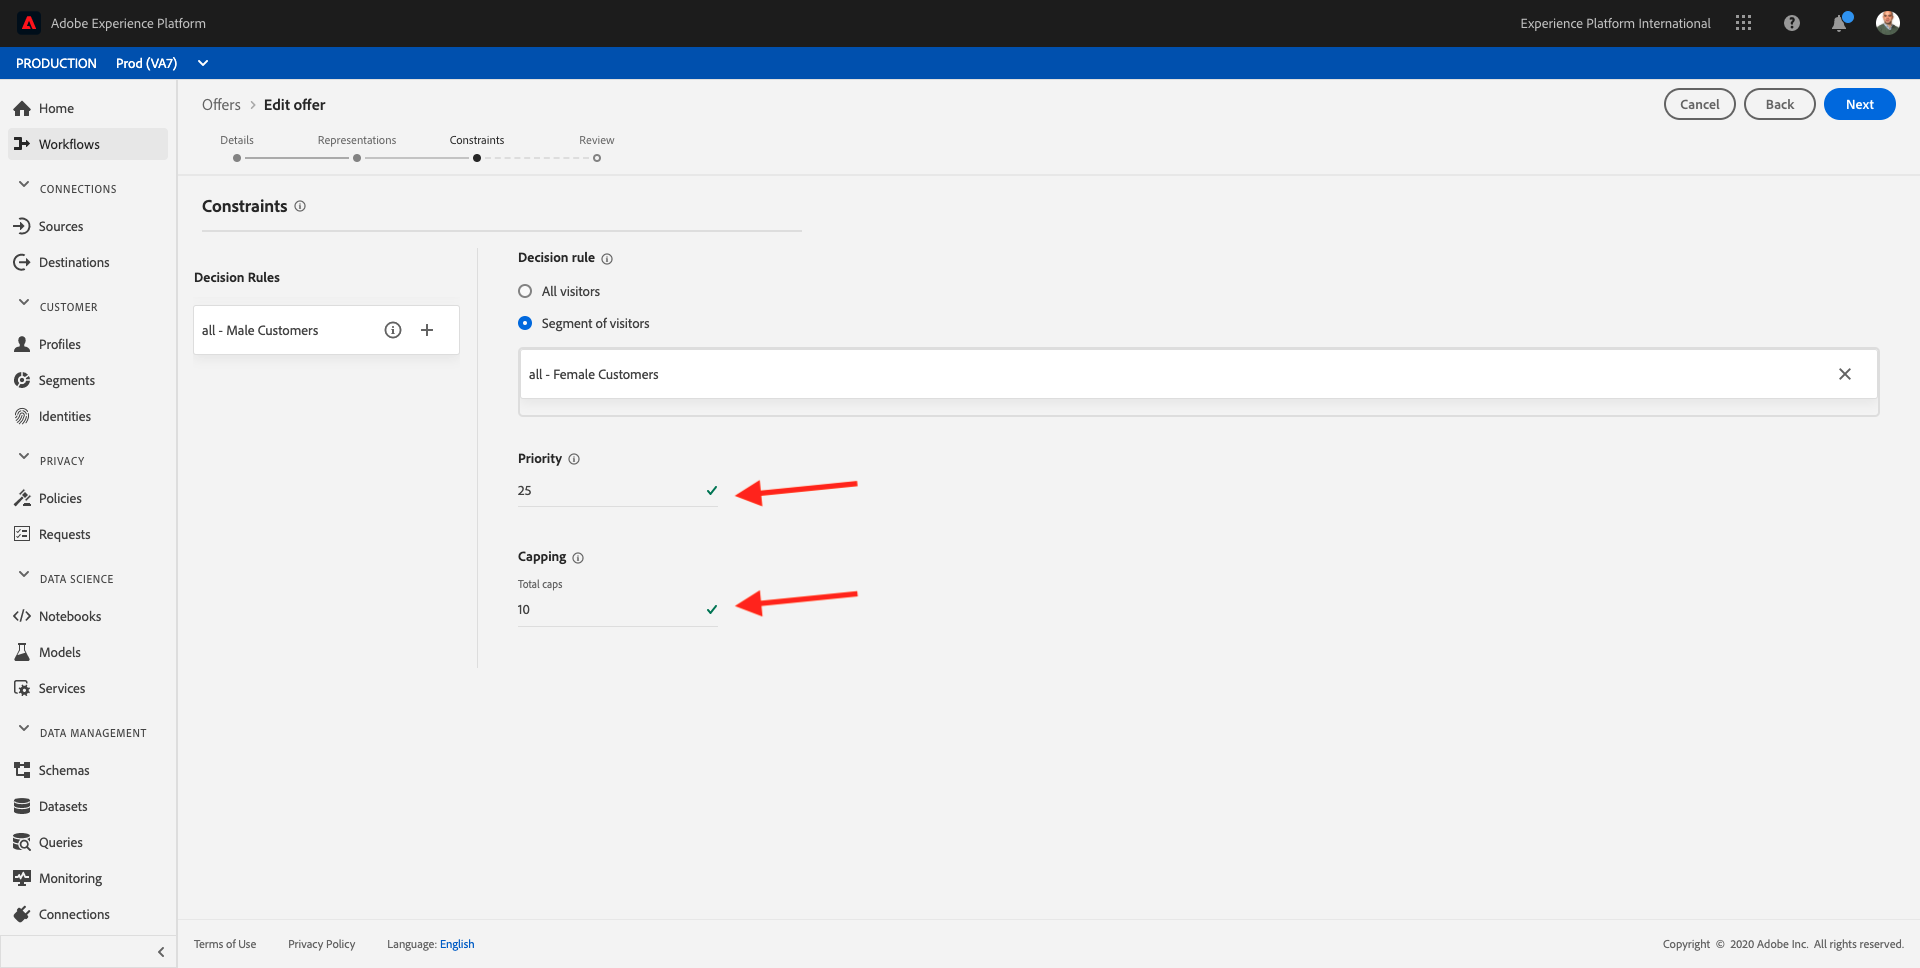 Adobe Experience Platform
Experience Platform International
PRODUCTION Prod (VA7)
Home
Workflows
CONNECTIONS
Sources
Destinations
CUSTOMER
Profiles
Segments
Identities
PRIVACY
Policies
Requests
DATA SCIENCE
Notebooks
Models
Services
DATA MANAGEMENT
Schemas
Datasets
Queries
Monitoring
Connections
Offers > Edit offer
Cancel Back Next
Details Representations Constraints Review
Constraints
Decision Rules
all - Male Customers
Decision rule
All visitors
Segment of visitors
all - Female Customers
Priority
25
Capping
Total caps
10
Terms of Use Privacy Policy Language: English
Copyright © 2020 Adobe Inc. All rights reserved.